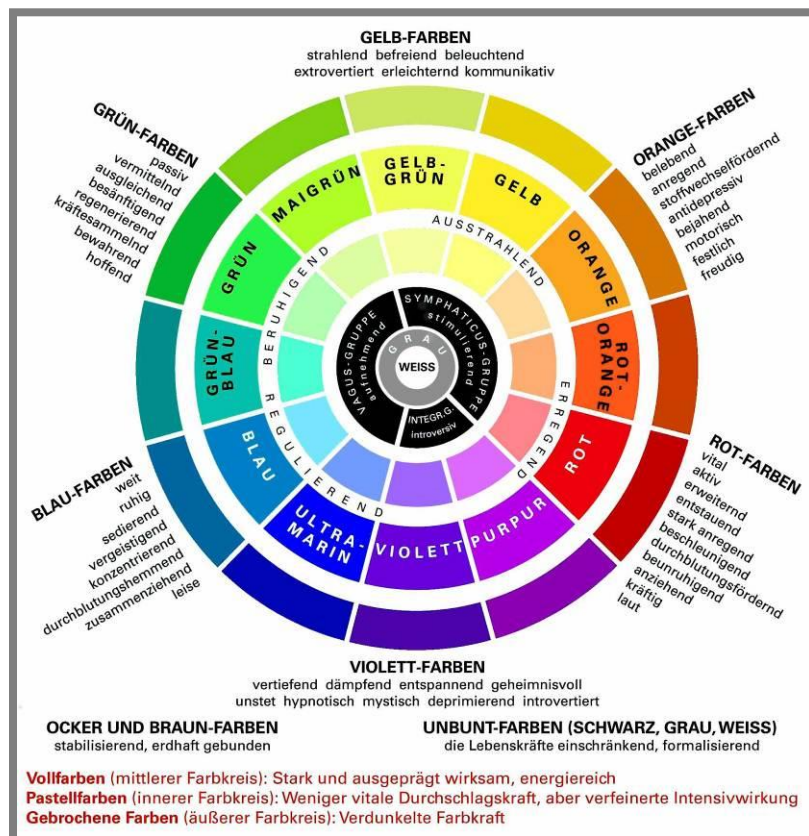 GELB-FARBEN
strahlend befreiend beleuchtend
extrovertiert erleichternd kommunikativ
GRÜN-FARBEN
passiv
vermittelnd
ausgleichend
besänftigend
regenerierend
kräftesammelnd
bewahrend
hoffend
ORANGE-FARBEN
belebend
anregend
stoffwechselfördernd
antidepressiv
bejahend
motorisch
festlich
freudig
MAIGRÜN
GELB-
GRÜN
GELB
ORANGE
ROT-
ORANGE
ROT
PURPUR
VIOLETT
ULTRA-
MARIN
BLAU
GRÜN-
BLAU
GRÜN
BERUHIGEND
AUSSTRAHLEND
ERREGEND
REGULIEREND
VAGUS-GRUPPE
aufnehmend
SYMPHATICUS-GRUPPE
stimulierend
INTEGR.G.
introversiv
GRAU
WEISS
BLAU-FARBEN
weit
ruhig
sedierend
vergeistigend
konzentrierend
durchblutungshemmend
zusammenziehend
leise
ROT-FARBEN
vital
aktiv
erweiternd
entstauend
stark anregend
beschleunigend
durchblutungsfördernd
beunruhigend
anziehend
kräftig
laut
VIOLETT-FARBEN
vertiefend dämpfend entspannend geheimnisvoll
unstet hypnotisch mystisch deprimierend introvertiert
OCKER UND BRAUN-FARBEN
stabilisierend, erdhaft gebunden
UNBUNT-FARBEN (SCHWARZ, GRAU, WEISS)
die Lebenskräfte einschränkend, formalisierend
Vollfarben (mittlerer Farbkreis): Stark und ausgeprägt wirksam, energiereich
Pastellfarben (innerer Farbkreis): Weniger vitale Durchschlagskraft, aber verfeinerte Intensivwirkung
Gebrochene Farben (äußerer Farbkreis): Verdunkelte Farbkraft